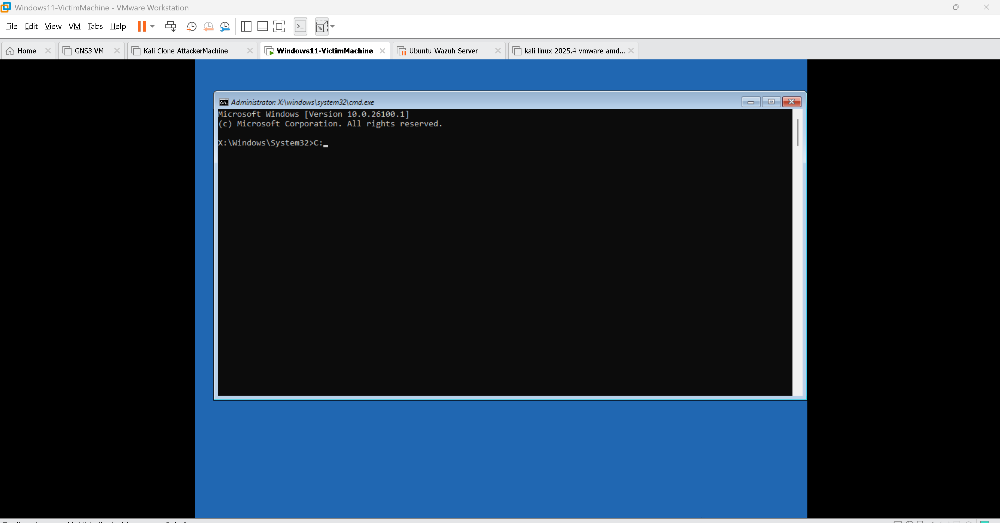 Windows11-VictimMachine - VMware Workstation
File Edit View VM Tabs Help
Home GNS3 VM Kali-Clone-AttackerMachine Windows11-VictimMachine Ubuntu-Wazuh-Server kali-linux-2025.4-vmware-amd...
Administrator: X:\windows\system32\cmd.exe
Microsoft Windows [Version 10.0.26100.1]
(c) Microsoft Corporation. All rights reserved.
X:\Windows\System32>C: